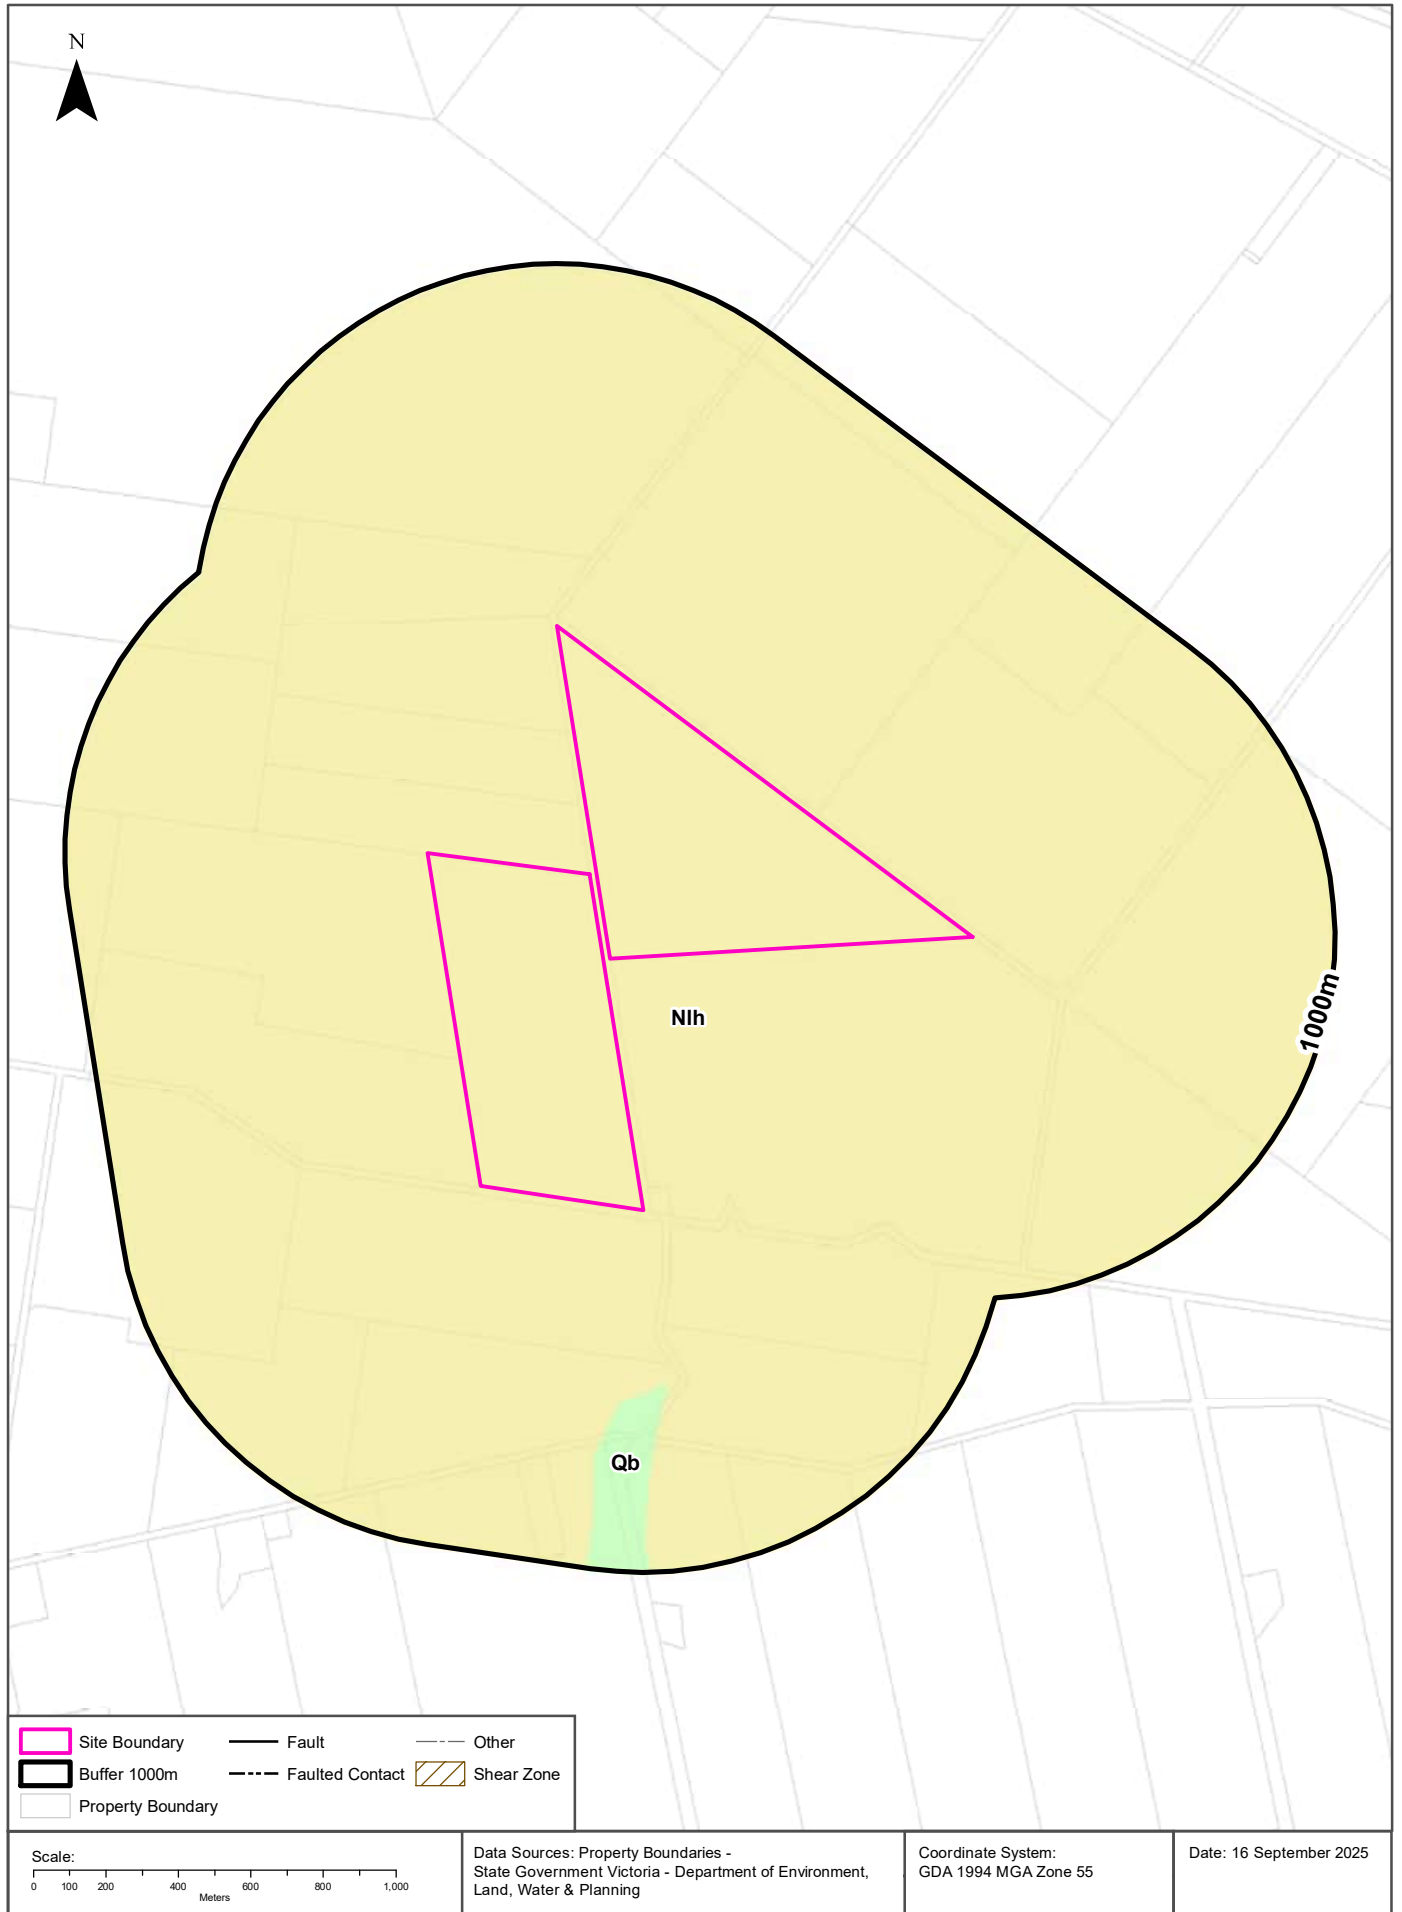 N
1000m
Nlh
Qb
Site Boundary
Fault
Other
Buffer 1000m
Faulted Contact
Shear Zone
Property Boundary
Scale:
0 100 200 400 600 800 1,000
Meters
Data Sources: Property Boundaries -
State Government Victoria - Department of Environment,
Land, Water & Planning
Coordinate System:
GDA 1994 MGA Zone 55
Date: 16 September 2025